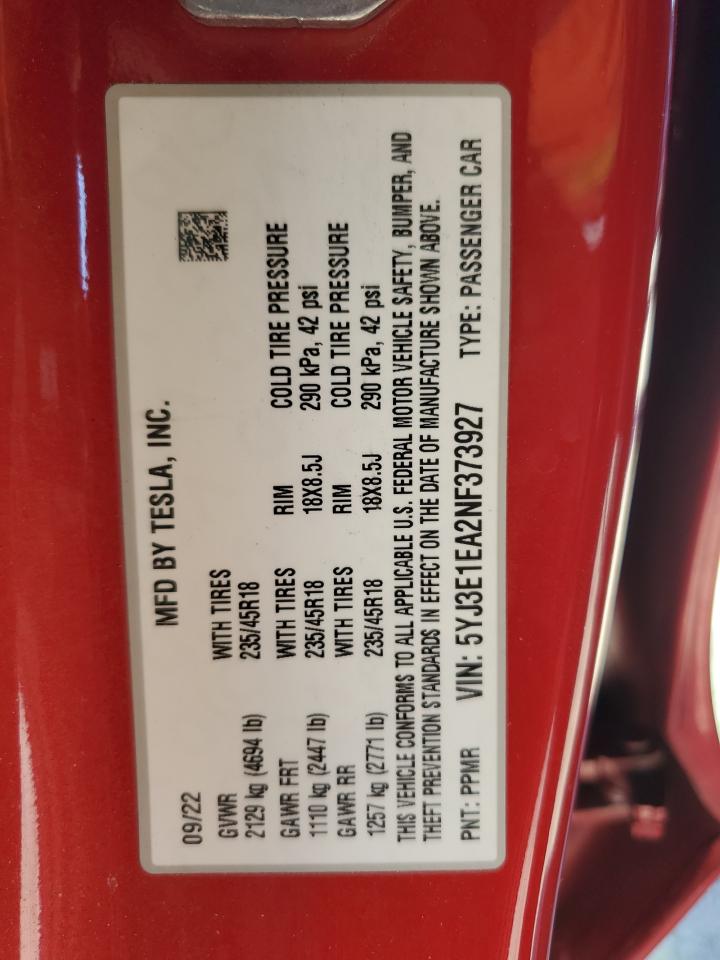 MFD BY TESLA, INC.
09/22
GVWR WITH TIRES
2129 kg (4694 lb) 235/45R18
GAWR FRT WITH TIRES RIM COLD TIRE PRESSURE
1110 kg (2447 lb) 235/45R18 18X8.5J 290 kPa, 42 psi
GAWR RR WITH TIRES RIM COLD TIRE PRESSURE
1257 kg (2771 lb) 235/45R18 18X8.5J 290 kPa, 42 psi
THIS VEHICLE CONFORMS TO ALL APPLICABLE U.S. FEDERAL MOTOR VEHICLE SAFETY, BUMPER, AND
THEFT PREVENTION STANDARDS IN EFFECT ON THE DATE OF MANUFACTURE SHOWN ABOVE.
PNT: PPMR VIN: 5YJ3E1EA2NF373927 TYPE: PASSENGER CAR